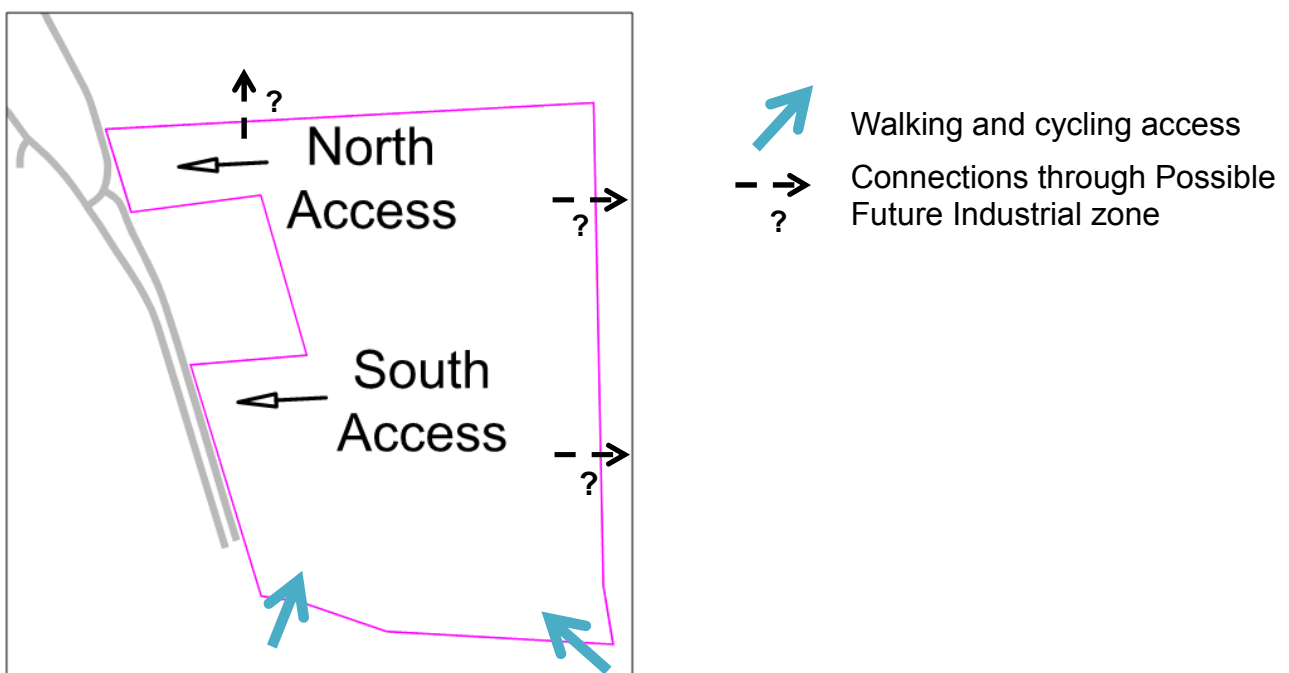 ?
North
Access
?
South
Access
?
Walking and cycling access
Connections through Possible
? Future Industrial zone